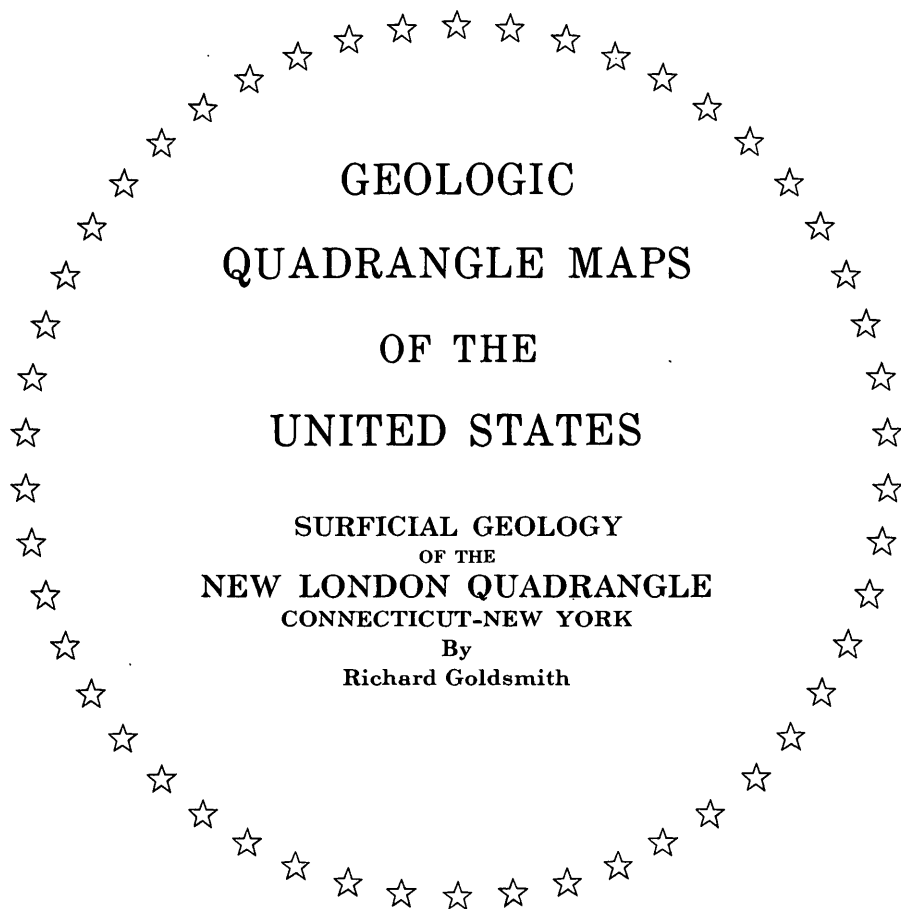 GEOLOGIC
QUADRANGLE MAPS
OF THE
UNITED STATES
SURFICIAL GEOLOGY
OF THE
NEW LONDON QUADRANGLE
CONNECTICUT-NEW YORK
By
Richard Goldsmith